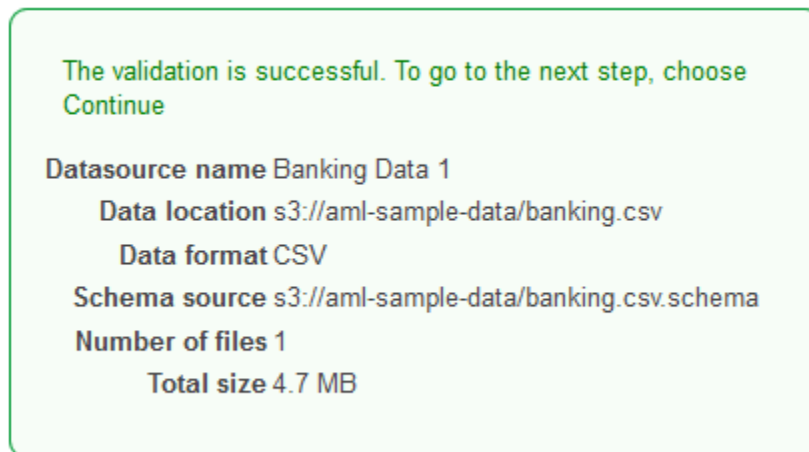 The validation is successful. To go to the next step, choose
Continue
Datasource name Banking Data 1
Data location s3://aml-sample-data/banking.csv
Data format CSV
Schema source s3://aml-sample-data/banking.csv.schema
Number of files 1
Total size 4.7 MB